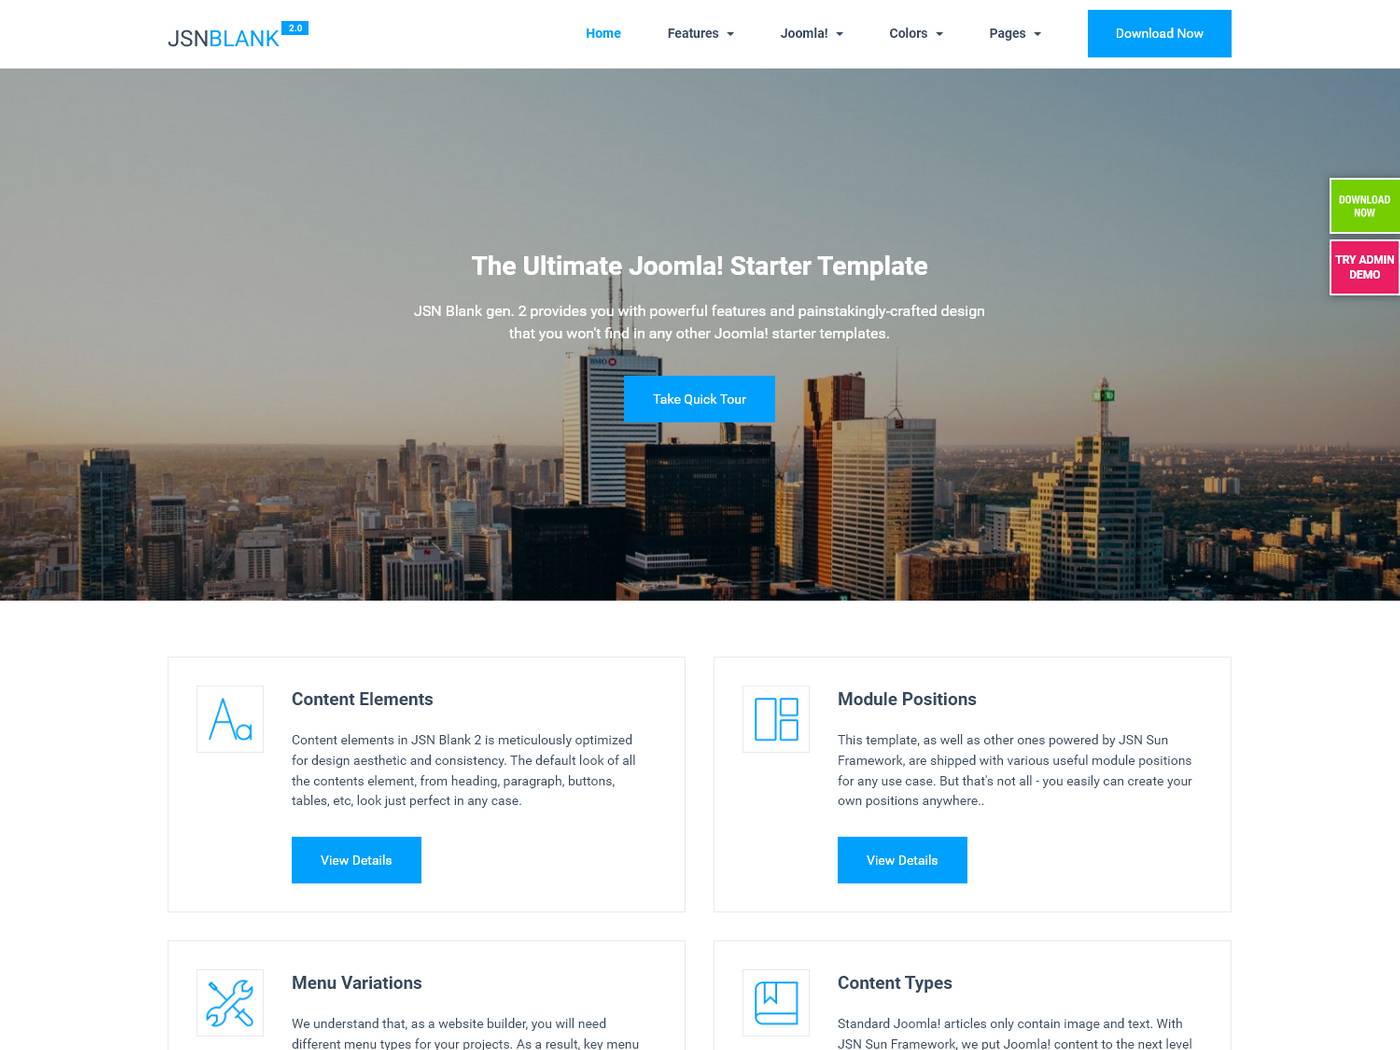 JSNBLANK 2.0
Home Features Joomla! Colors Pages Download Now
DOWNLOAD
NOW
TRY ADMIN
DEMO
The Ultimate Joomla! Starter Template
JSN Blank gen. 2 provides you with powerful features and painstakingly-crafted design
that you won't find in any other Joomla! starter templates.
BMO
Take Quick Tour
Aa
Content Elements
Content elements in JSN Blank 2 is meticulously optimized
for design aesthetic and consistency. The default look of all
the contents element, from heading, paragraph, buttons,
tables, etc, look just perfect in any case.
View Details
Module Positions
This template, as well as other ones powered by JSN Sun
Framework, are shipped with various useful module positions
for any use case. But that's not all - you easily can create your
own positions anywhere..
View Details
Menu Variations
We understand that, as a website builder, you will need
different menu types for your projects. As a result, key menu
Content Types
Standard Joomla! articles only contain image and text. With
JSN Sun Framework, we put Joomla! content to the next level